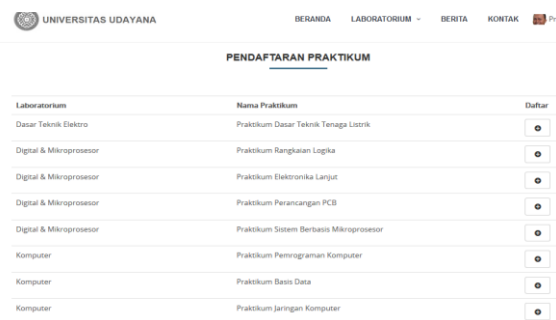 UNIVERSITAS UDAYANA BERANDA LABORATORIUM BERITA KONTAK Pr
PENDAFTARAN PRAKTIKUM
Laboratorium Nama Praktikum Daftar
Dasar Teknik Elektro Praktikum Dasar Teknik Tenaga Listrik
Digital & Mikroprosesor Praktikum Rangkaian Logika
Digital & Mikroprosesor Praktikum Elektronika Lanjut
Digital & Mikroprosesor Praktikum Perancangan PCB
Digital & Mikroprosesor Praktikum Sistem Berbasis Mikroprosesor
Komputer Praktikum Pemrograman Komputer
Komputer Praktikum Basis Data
Komputer Praktikum Jaringan Komputer